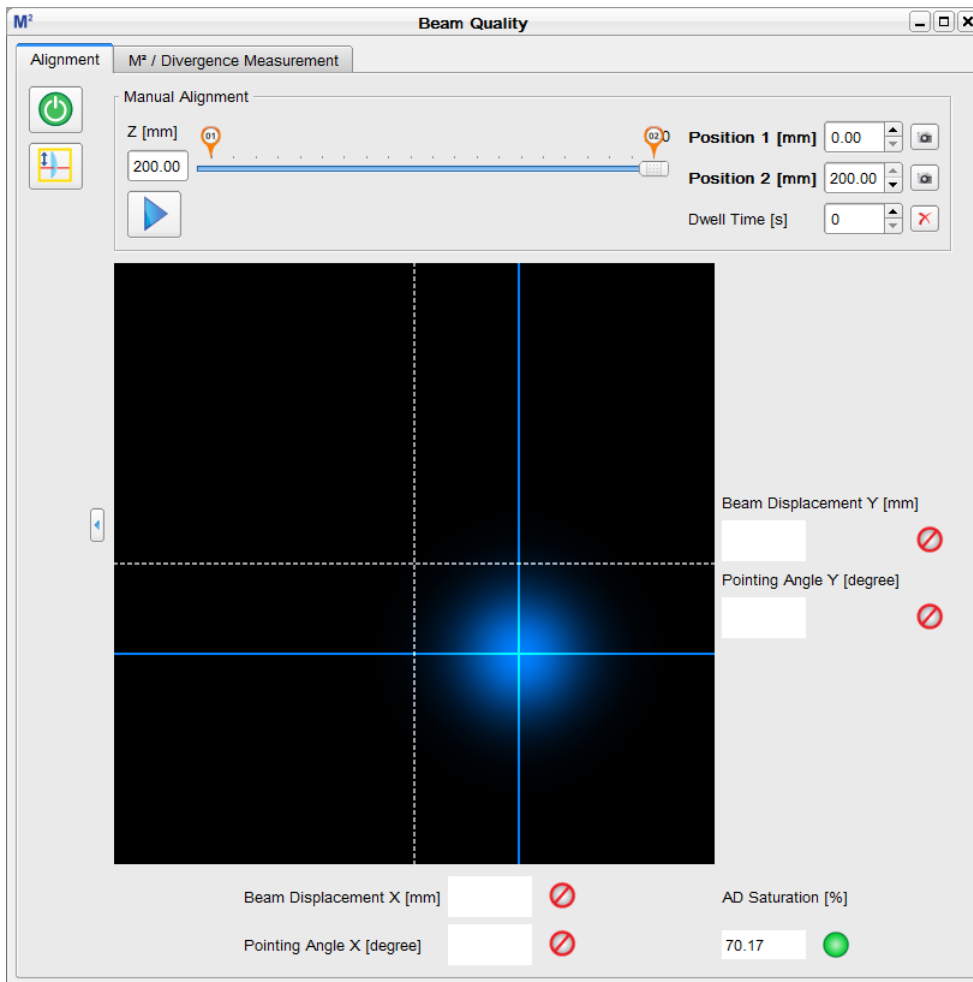 M² Beam Quality
Alignment M² / Divergence Measurement
Manual Alignment
Z [mm]
200.00
01
02
0
Position 1 [mm] 0.00
Position 2 [mm] 200.00
Dwell Time [s] 0
Beam Displacement Y [mm]
Pointing Angle Y [degree]
Beam Displacement X [mm]
AD Saturation [%]
Pointing Angle X [degree]
70.17